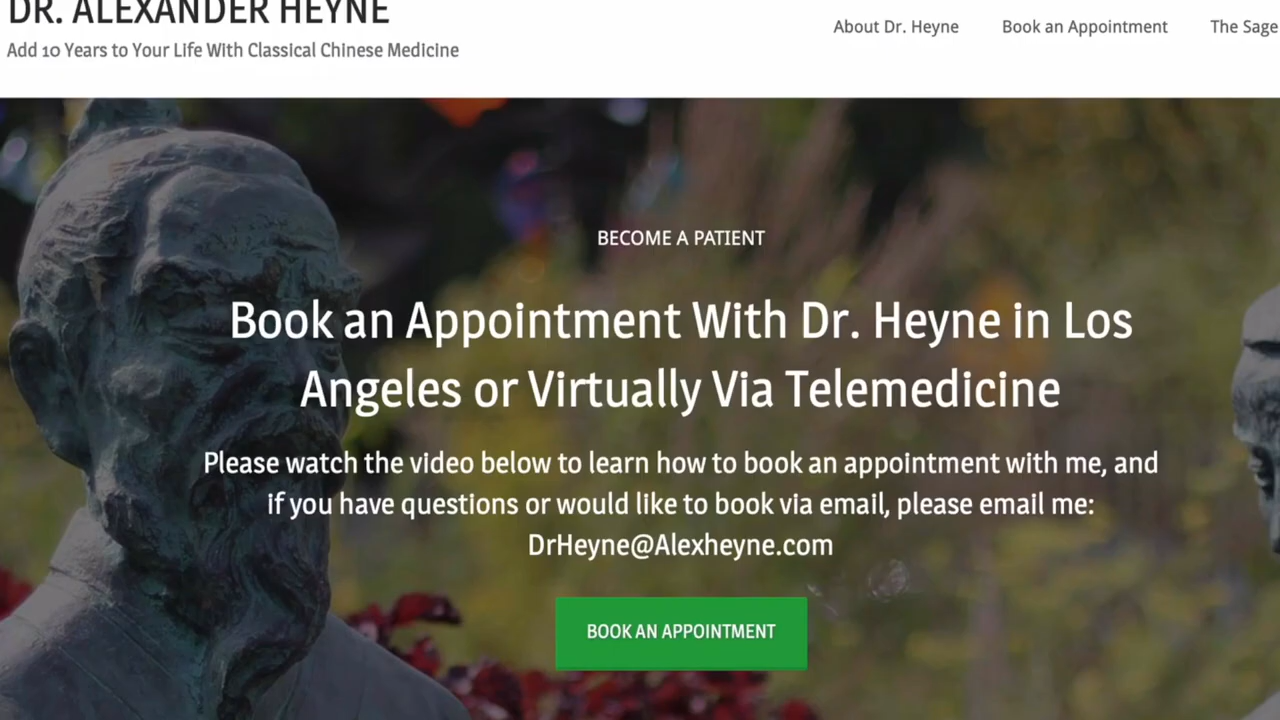 DR. ALEXANDER HEYNE
Add 10 Years to Your Life With Classical Chinese Medicine
About Dr. Heyne
Book an Appointment
The Sage
BECOME A PATIENT
Book an Appointment With Dr. Heyne in Los
Angeles or Virtually Via Telemedicine
Please watch the video below to learn how to book an appointment with me, and
if you have questions or would like to book via email, please email me:
DrHeyne@Alexheyne.com
BOOK AN APPOINTMENT